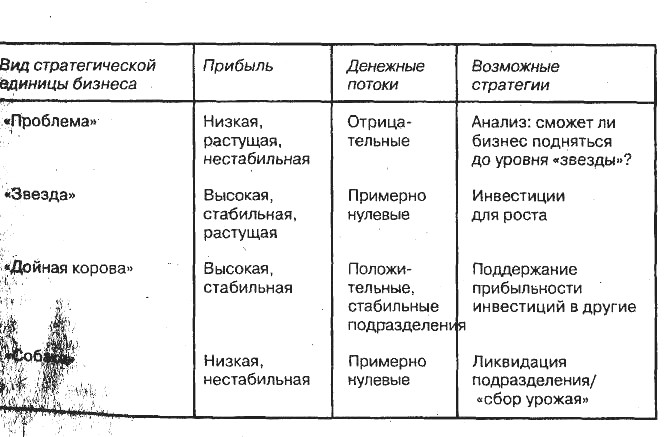 Вид стратегической единицы бизнеса
Прибыль
Денежные потоки
Возможные стратегии
«Проблема»
Низкая,
растущая,
нестабильная
Отрица-
тельные
Анализ: сможет ли
бизнес подняться
до уровня «звезды»?
«Звезда»
Высокая,
стабильная,
растущая
Примерно
нулевые
Инвестиции
для роста
«Дойная корова»
Высокая,
стабильная
Положи-
тельные,
стабильные
подразделения
Поддержание
прибыльности
инвестиций в другие
«Собака»
Низкая,
нестабильная
Примерно
нулевые
Ликвидация
подразделения/
«сбор урожая»